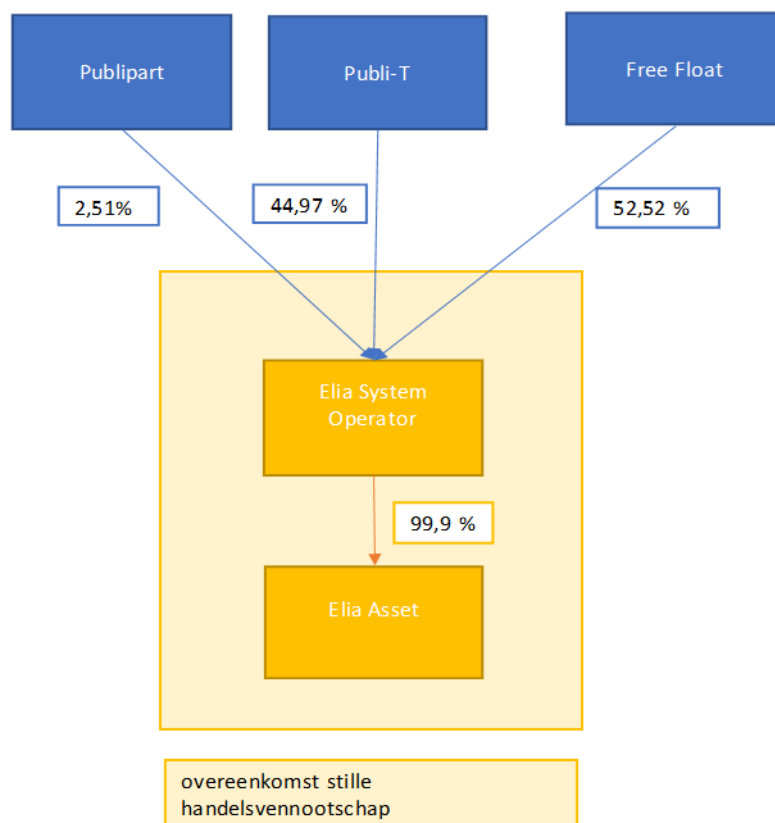 Publipart
Publi-T
Free Float
2,51%
44,97 %
52,52 %
Elia System
Operator
99,9 %
Elia Asset
overeenkomst stille
handelsvennootschap